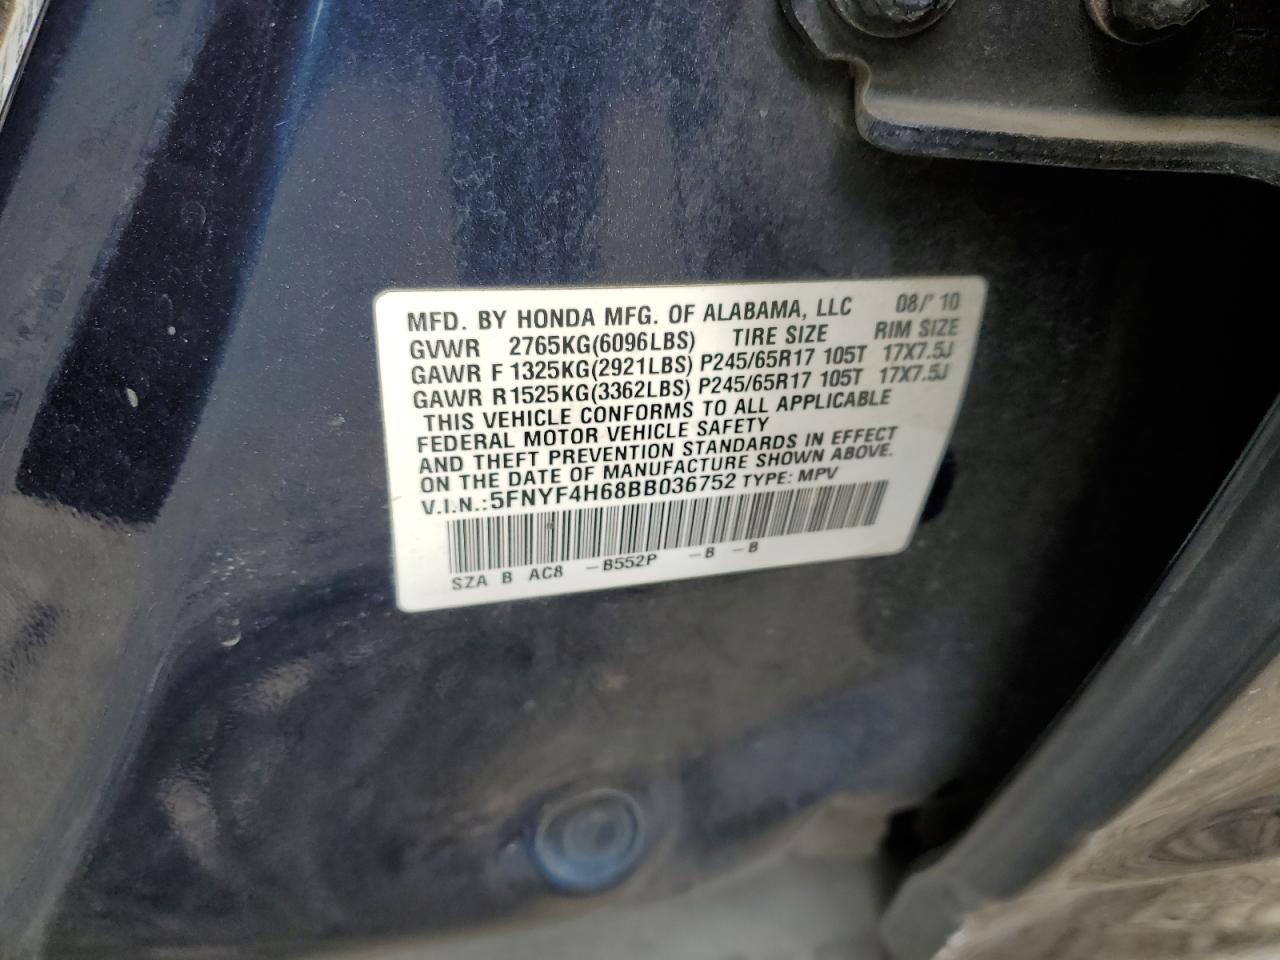 MFD. BY HONDA MFG. OF ALABAMA, LLC 08/'10
GVWR 2765KG(6096LBS) TIRE SIZE RIM SIZE
GAWR F 1325KG(2921LBS) P245/65R17 105T 17X7.5J
GAWR R 1525KG(3362LBS) P245/65R17 105T 17X7.5J
THIS VEHICLE CONFORMS TO ALL APPLICABLE
FEDERAL MOTOR VEHICLE SAFETY
AND THEFT PREVENTION STANDARDS IN EFFECT
ON THE DATE OF MANUFACTURE SHOWN ABOVE.
V.I.N.:5FNYF4H68BB036752 TYPE: MPV
SZA B AC8 -B552P -B -B